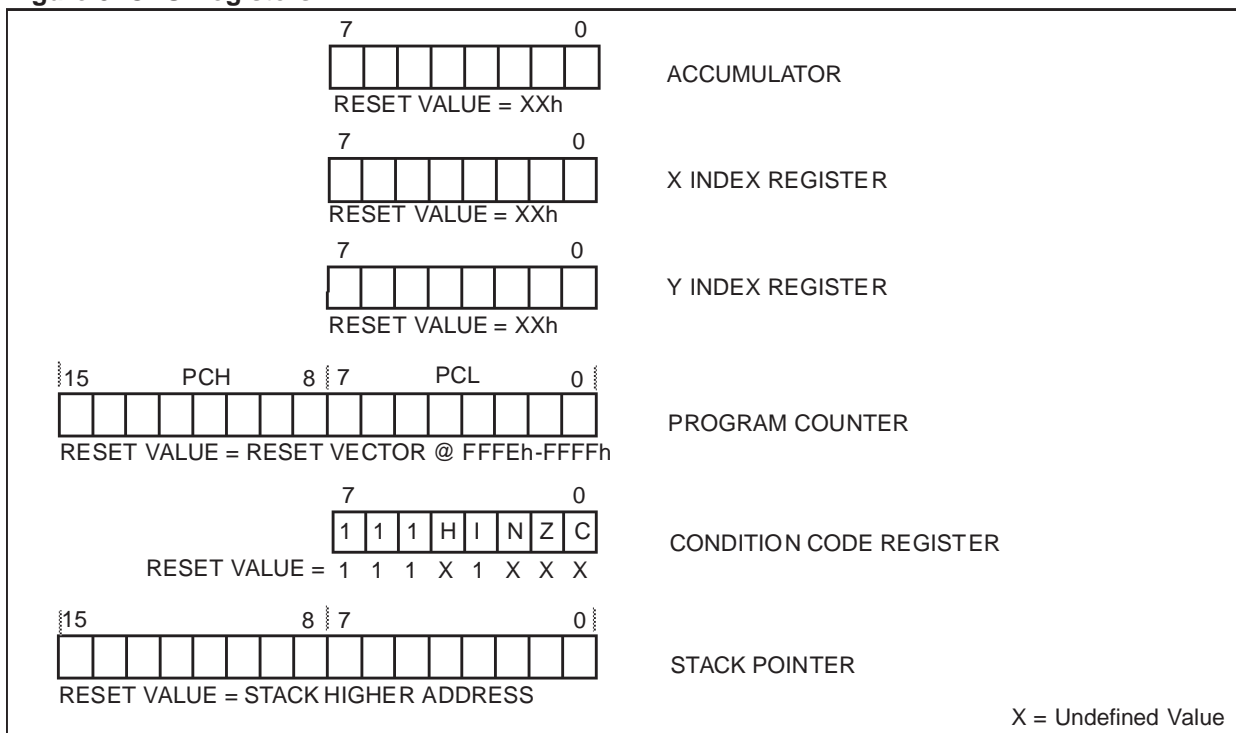 7 0
ACCUMULATOR
RESET VALUE = XXh
7 0
X INDEX REGISTER
RESET VALUE = XXh
7 0
Y INDEX REGISTER
RESET VALUE = XXh
15 PCH 8 7 PCL 0
PROGRAM COUNTER
RESET VALUE = RESET VECTOR @ FFFEh-FFFFh
7 0
1 1 1 H I N Z C
CONDITION CODE REGISTER
RESET VALUE = 1 1 1 X 1 X X X
15 8 7 0
STACK POINTER
RESET VALUE = STACK HIGHER ADDRESS
X = Undefined Value